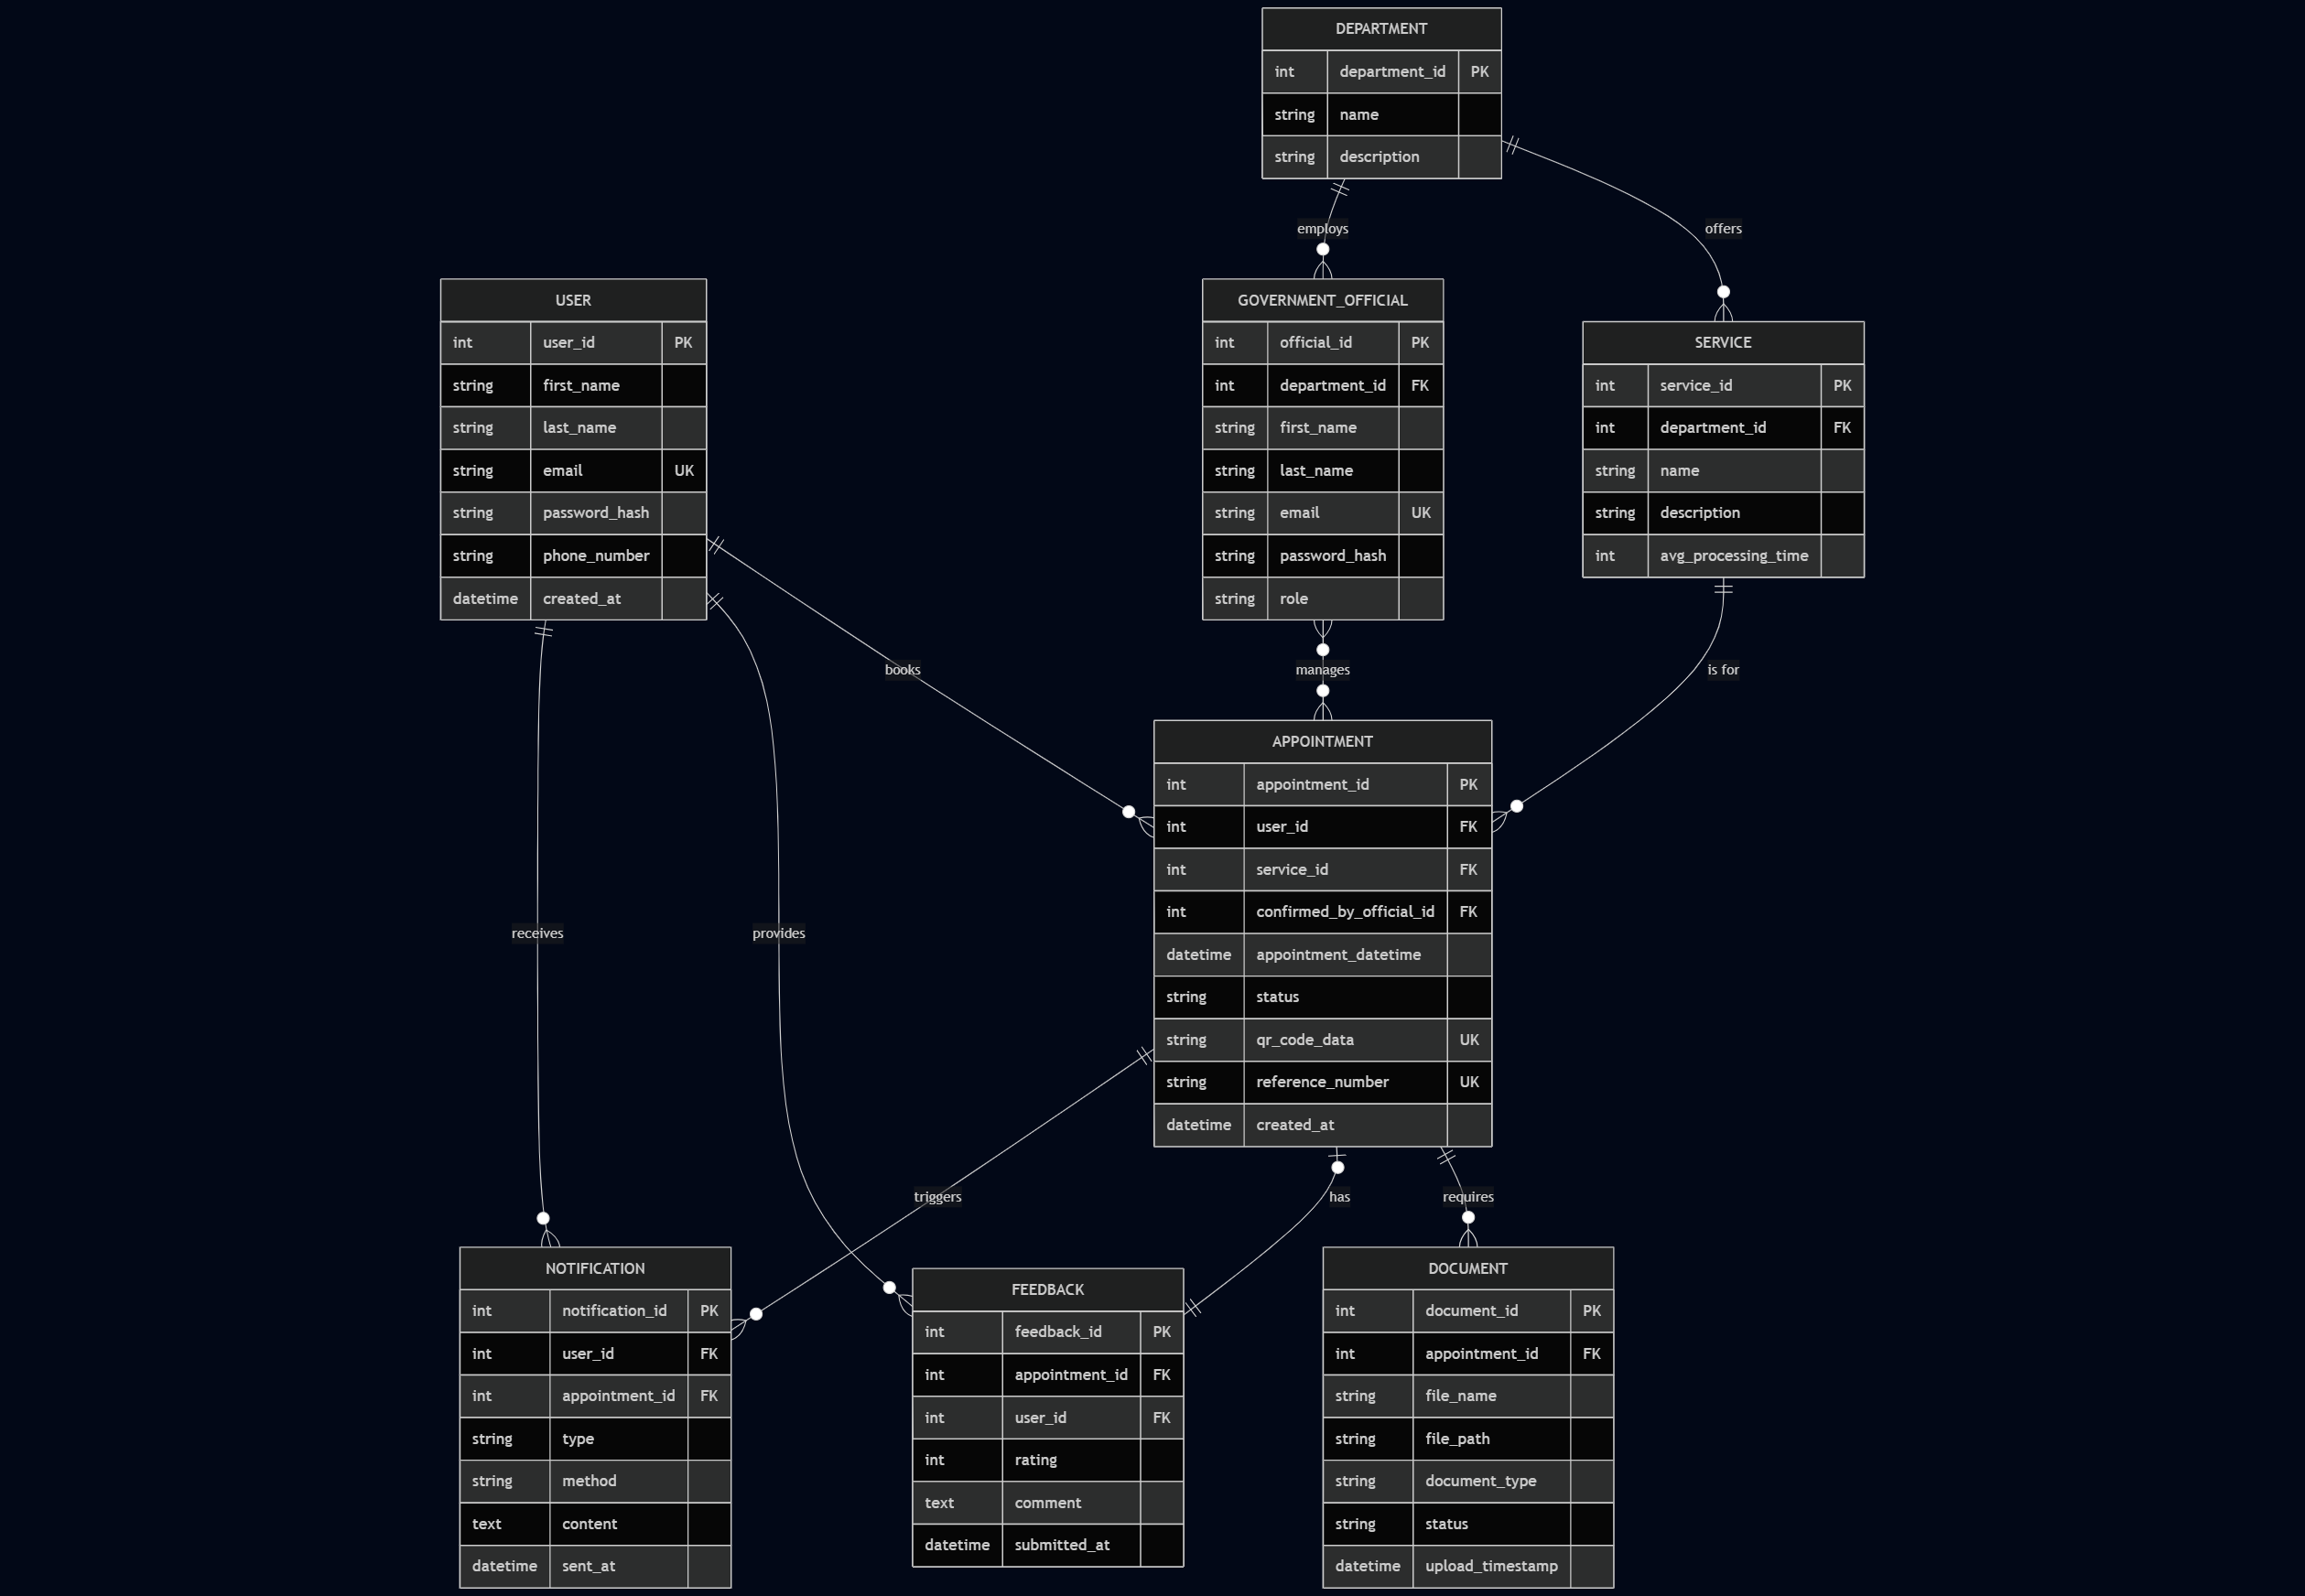 DEPARTMENT
int department_id PK
string name
string description
employs
offers
USER
int user_id PK
string first_name
string last_name
string email UK
string password_hash
string phone_number
datetime created_at
GOVERNMENT_OFFICIAL
int official_id PK
int department_id FK
string first_name
string last_name
string email UK
string password_hash
string role
SERVICE
int service_id PK
int department_id FK
string name
string description
int avg_processing_time
books
manages
is for
APPOINTMENT
int appointment_id PK
int user_id FK
int service_id FK
int confirmed_by_official_id FK
datetime appointment_datetime
string status
string qr_code_data UK
string reference_number UK
datetime created_at
receives
provides
triggers
has
requires
NOTIFICATION
int notification_id PK
int user_id FK
int appointment_id FK
string type
string method
text content
datetime sent_at
FEEDBACK
int feedback_id PK
int appointment_id FK
int user_id FK
int rating
text comment
datetime submitted_at
DOCUMENT
int document_id PK
int appointment_id FK
string file_name
string file_path
string document_type
string status
datetime upload_timestamp